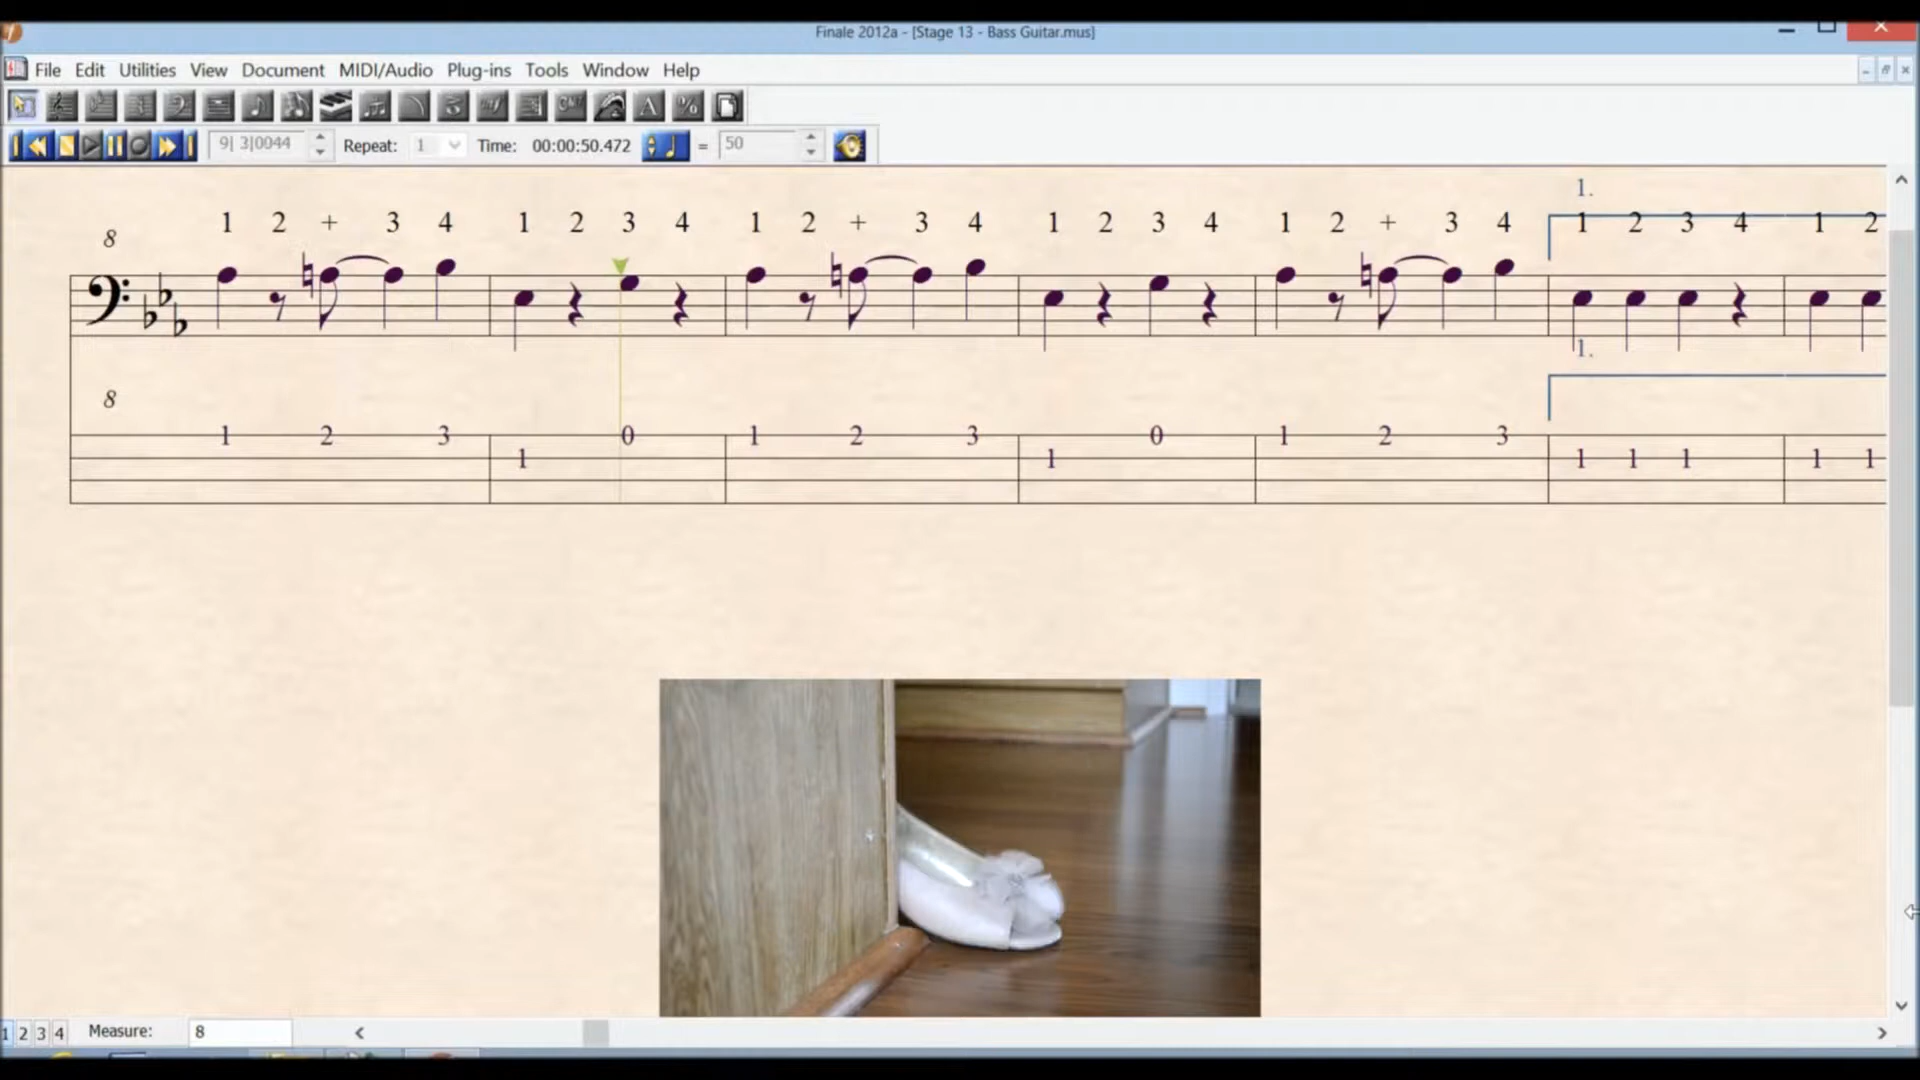 Finale 2012a - [Stage 13 - Bass Guitar.mus]
File Edit Utilities View Document MIDI/Audio Plug-ins Tools Window Help
9| 3|0044 Repeat: 1 Time: 00:00:50.472 = 50
1.
1 2 + 3 4 1 2 3 4 1 2 + 3 4 1 2 3 4 1 2 + 3 4 1 2 3 4 1 2
8
1.
8
1 2 3 0 1 2 3 0 1 2 3
1 1 1 1 1 1 1
1 2 3 4 Measure: 8